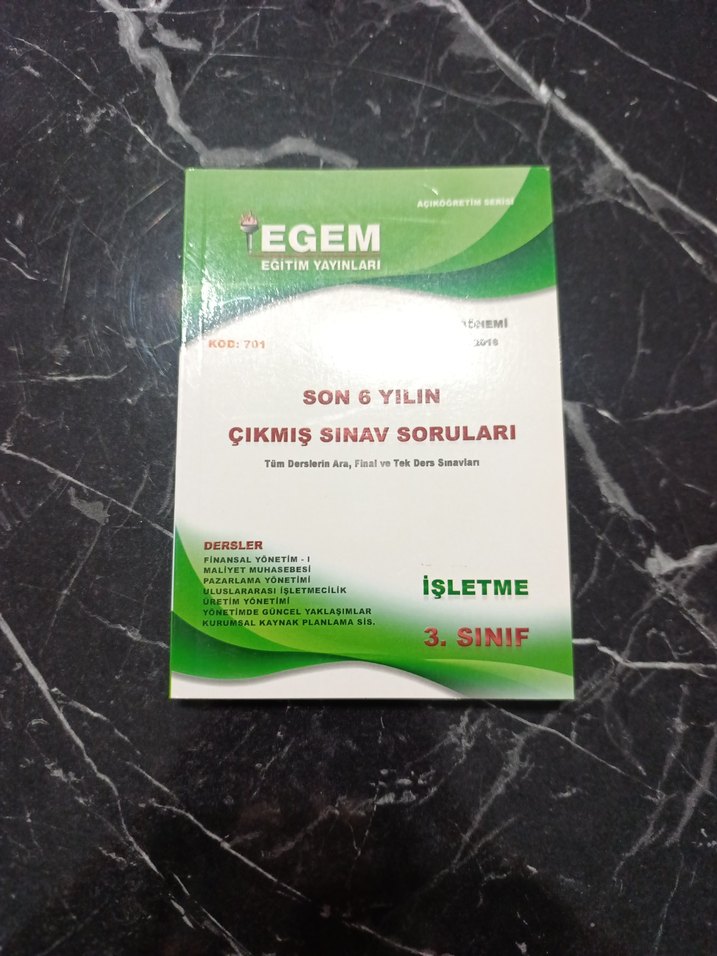 AÇIKÖĞRETİM SERİSİ
EGEM
EĞİTİM YAYINLARI
KOD: 701
2018
SON 6 YILIN
ÇIKMIŞ SINAV SORULARI
Tüm Derslerin Ara, Final ve Tek Ders Sınavları
DERSLER
FİNANSAL YÖNETİM - I
MALİYET MUHASEBESİ
PAZARLAMA YÖNETİMİ
ULUSLARARASI İŞLETMECİLİK
ÜRETİM YÖNETİMİ
YÖNETİMDE GÜNCEL YAKLAŞIMLAR
KURUMSAL KAYNAK PLANLAMA SİS.
İŞLETME
3. SINIF